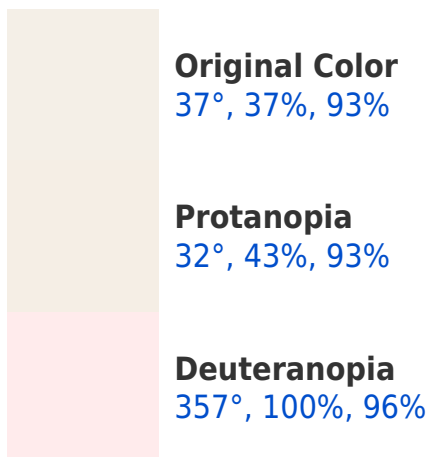 Original Color
37°, 37%, 93%
Protanopia
32°, 43%, 93%
Deuteranopia
357°, 100%, 96%